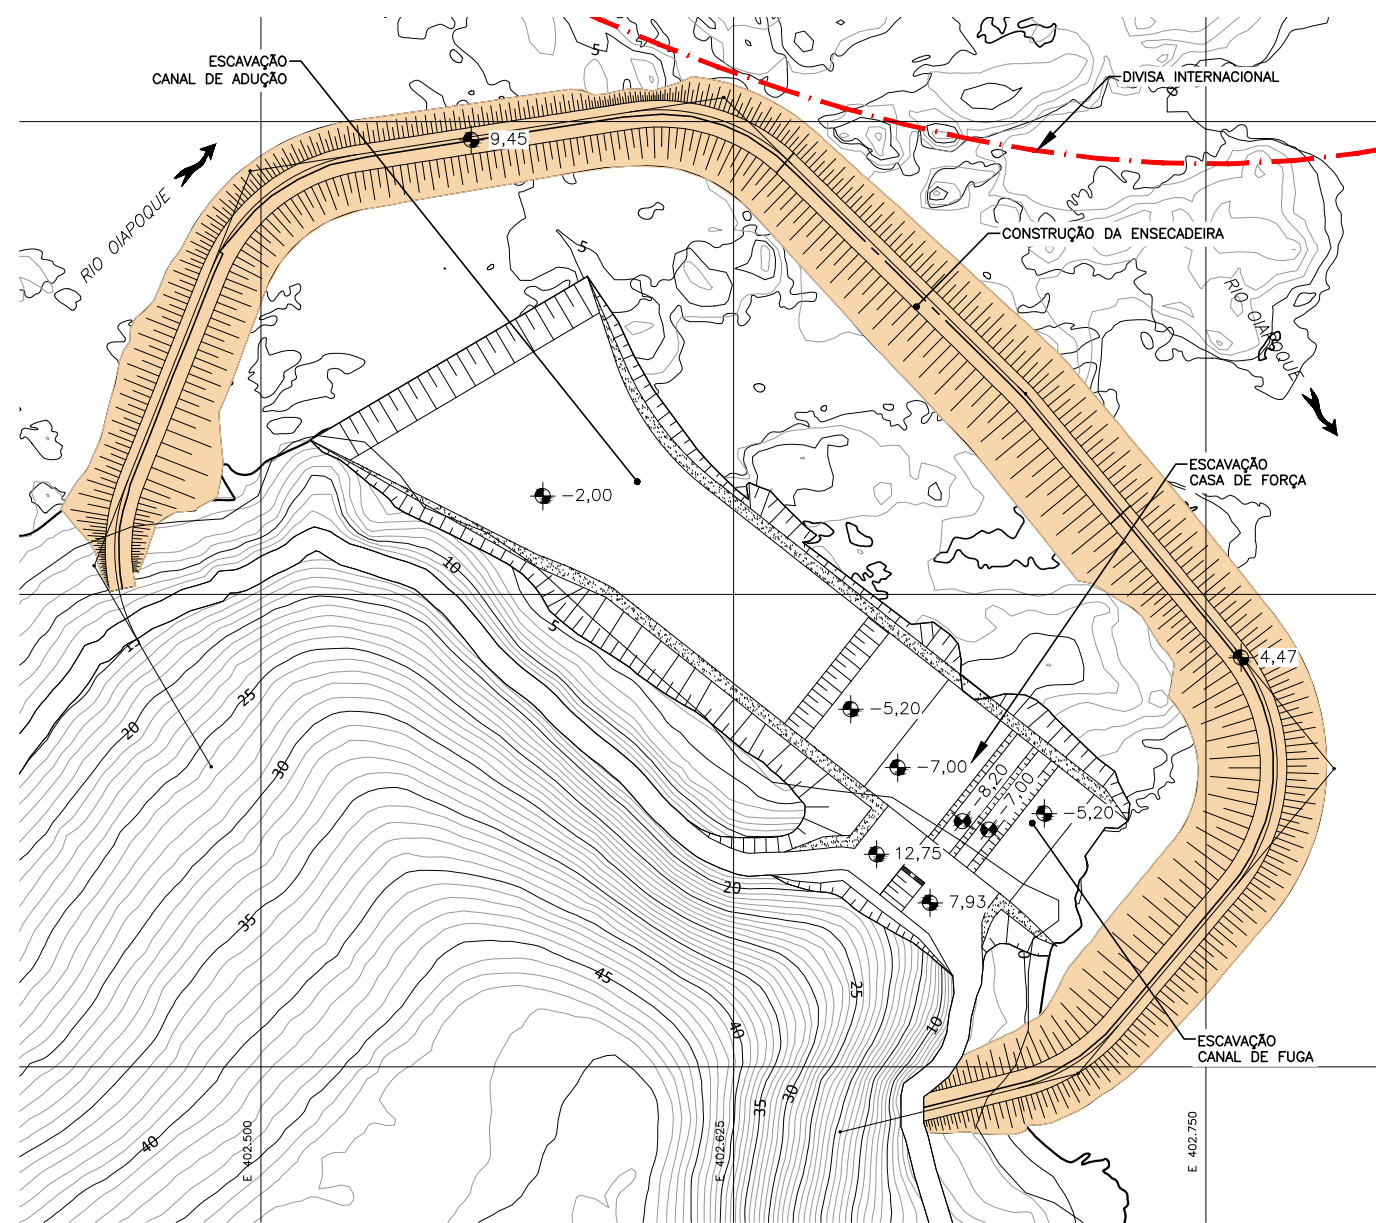 5
ESCAVAÇÃO
CANAL DE ADUÇÃO
DIVISA INTERNACIONAL
9,45
RIO OIAPOQUE
CONSTRUÇÃO DA ENSECADEIRA
5
RIO OIAPOQUE
ESCAVAÇÃO
CASA DE FORÇA
-2,00
10
5
15
4,47
25
20
-5,20
30
-7,00
-8,20
-7,00
-5,20
12,75
20
7,93
35
0
45
25
40
10
ESCAVAÇÃO
CANAL DE FUGA
35
30
40
E 402.500
E 402.625
E 402.750